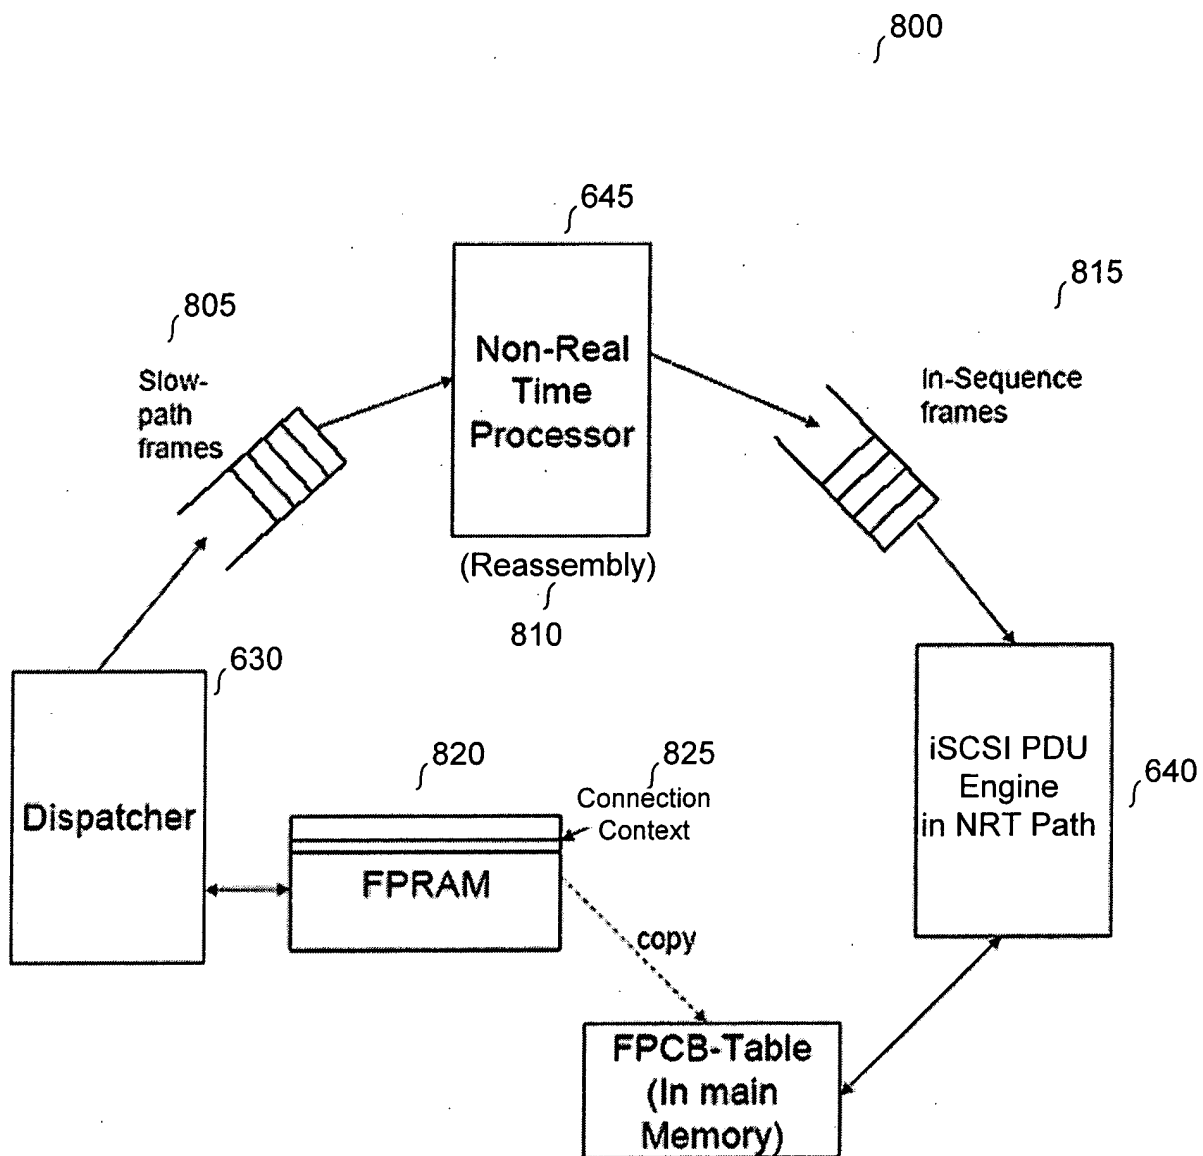 800
645
815
805
Slow-
path
frames
Non-Real
Time
Processor
In-Sequence
frames
(Reassembly)
810
630
820
825
Connection
Context
iSCSI PDU
Engine
in NRT Path
640
Dispatcher
FPRAM
copy
FPCB-Table
(In main
Memory)